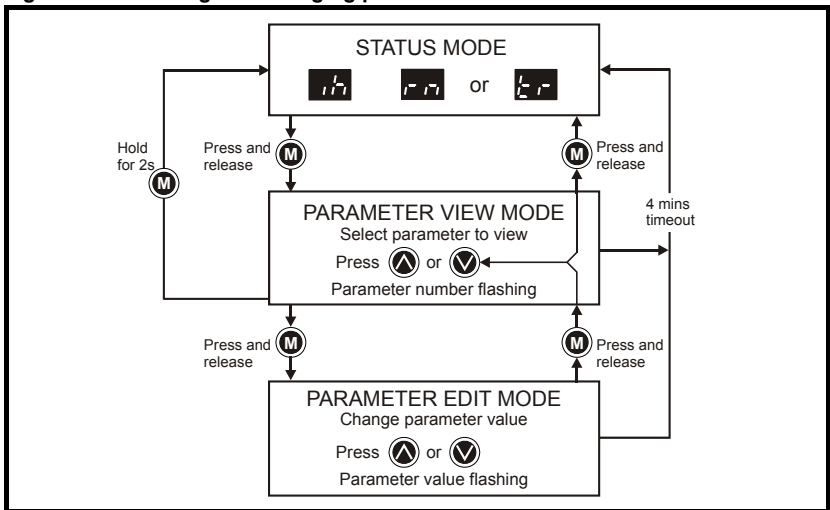 STATUS MODE
ih rn or tr
Hold
for 2s
M
Press and
release
M
M
Press and
release
4 mins
timeout
PARAMETER VIEW MODE
Select parameter to view
Press or
Parameter number flashing
Press and
release
M
M
Press and
release
PARAMETER EDIT MODE
Change parameter value
Press or
Parameter value flashing